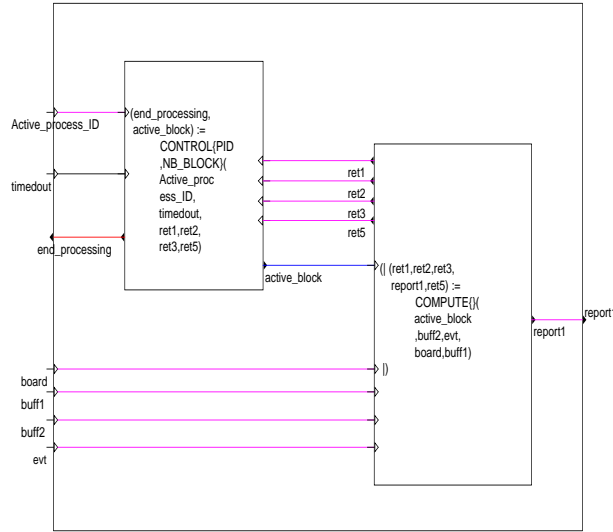 Active_process_ID
timedout
end_processing
(end_processing,
active_block) :=
CONTROL{PID
,NB_BLOCK}(
Active_proc
ess_ID,
timedout,
ret1,ret2,
ret3,ret5)
ret1
ret2
ret3
ret5
active_block
(| (ret1,ret2,ret3,
report1,ret5) :=
COMPUTE{}(
active_block
,buff2,evt,
board,buff1)
|)
report1
report1
board
buff1
buff2
evt